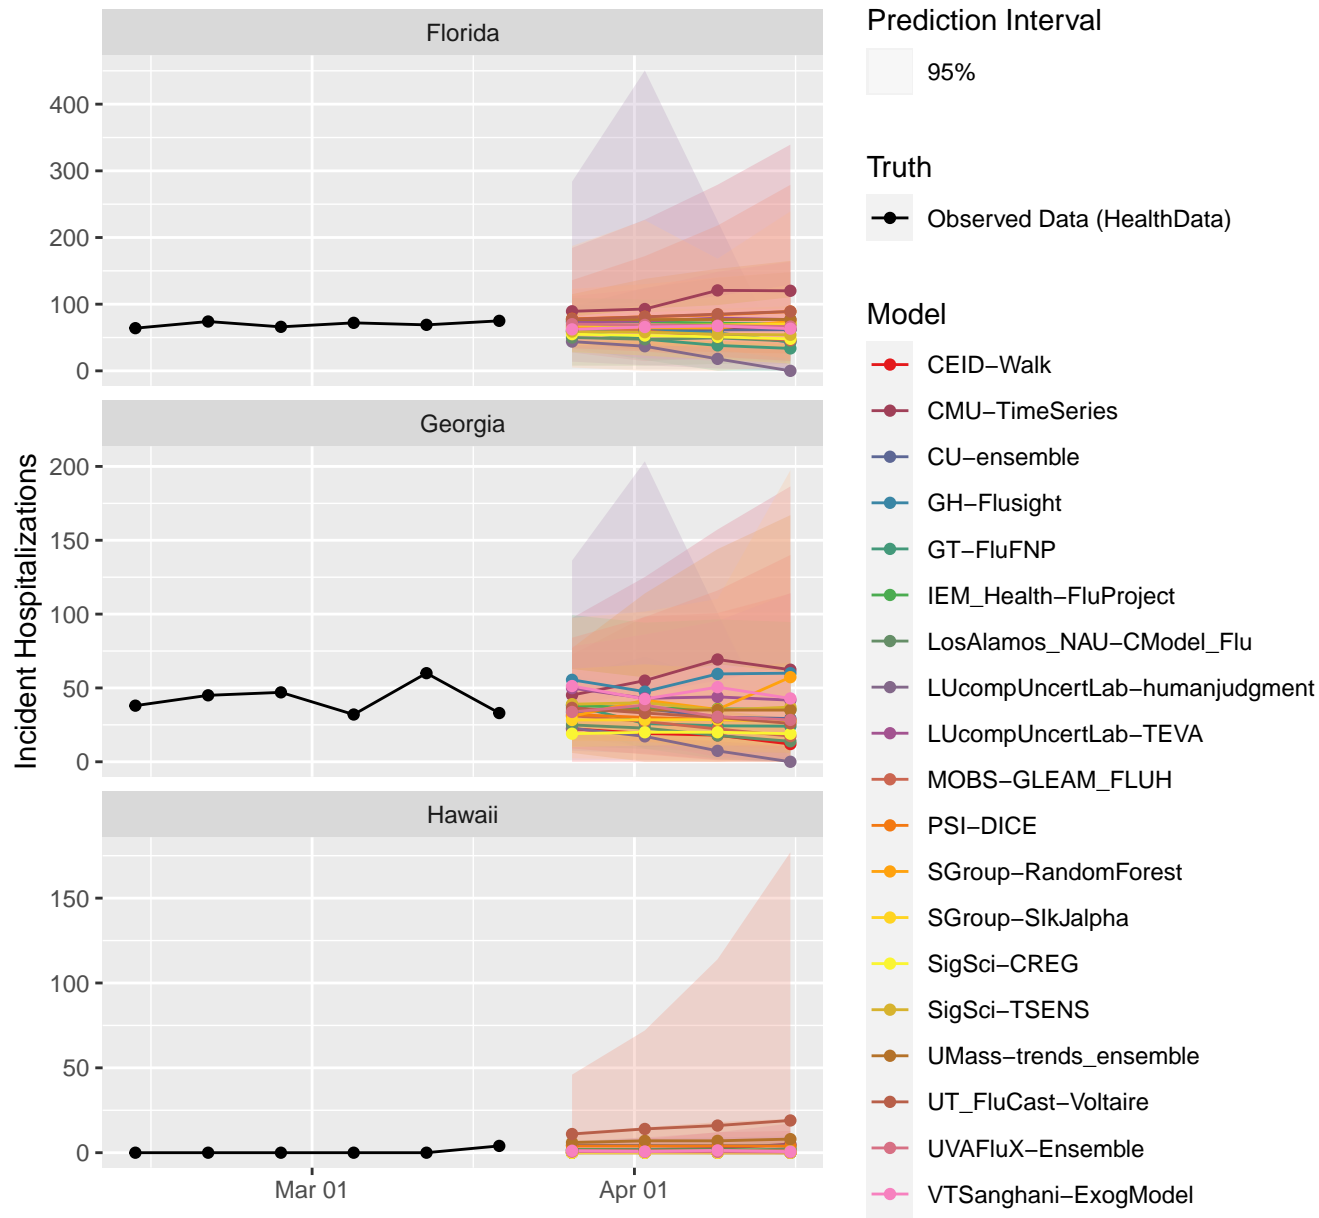 Florida
400
300
200
100
0
Georgia
200
150
100
50
0
Hawaii
150
100
50
0
Mar 01
Apr 01
Incident Hospitalizations
Prediction Interval
95%
Truth
Observed Data (HealthData)
Model
CEID−Walk
CMU−TimeSeries
CU−ensemble
GH−Flusight
GT−FluFNP
IEM_Health−FluProject
LosAlamos_NAU−CModel_Flu
LUcompUncertLab−humanjudgment
LUcompUncertLab−TEVA
MOBS−GLEAM_FLUH
PSI−DICE
SGroup−RandomForest
SGroup−SIkJalpha
SigSci−CREG
SigSci−TSENS
UMass−trends_ensemble
UT_FluCast−Voltaire
UVAFluX−Ensemble
VTSanghani−ExogModel